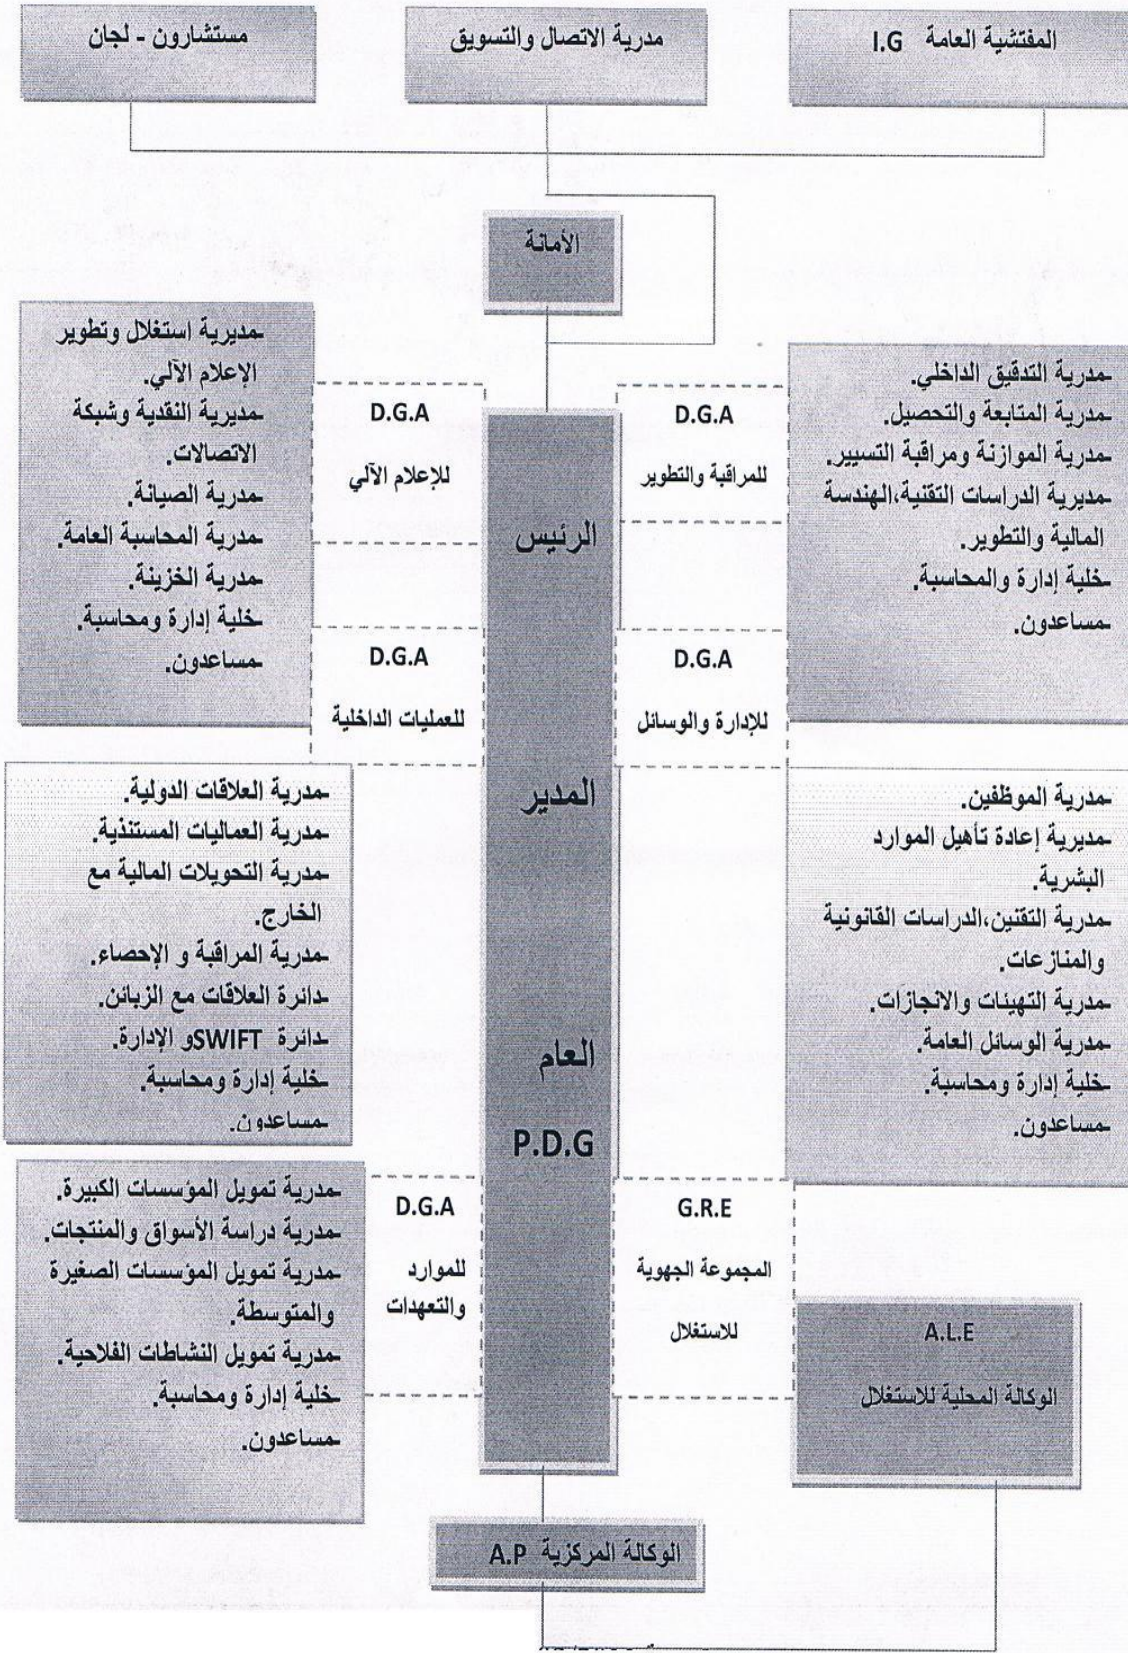 المفتشية العامة I.G
مدرية الاتصال والتسويق
مستشارون - لجان
الأمانة
-مدرية التدقيق الداخلي.
-مدرية المتابعة والتحصيل.
-مدرية الموازنة ومراقبة التسيير.
-مديرية الدراسات التقنية،الهندسة
المالية والتطوير.
-خلية إدارة والمحاسبة.
-مساعدون.
D.G.A
للمراقبة والتطوير
D.G.A
للإعلام الآلي
-مديرية استغلال وتطوير
الإعلام الآلي.
-مديرية النقدية وشبكة
الاتصالات.
-مدرية الصيانة.
-مدرية المحاسبة العامة.
-مدرية الخزينة.
-خلية إدارة ومحاسبة.
-مساعدون.
الرئيس
المدير
العام
P.D.G
D.G.A
للإدارة والوسائل
D.G.A
للعمليات الداخلية
-مدرية الموظفين.
-مديرية إعادة تأهيل الموارد
البشرية.
-مدرية التقنين،الدراسات القانونية
والمنازعات.
-مدرية التهيئات والانجازات.
-مدرية الوسائل العامة.
-خلية إدارة ومحاسبة.
-مساعدون.
-مدرية العلاقات الدولية.
-مدرية العماليات المستنذية.
-مدرية التحويلات المالية مع
الخارج.
-مدرية المراقبة و الإحصاء.
-دائرة العلاقات مع الزبائن.
-دائرة SWIFTو الإدارة.
-خلية إدارة ومحاسبة.
-مساعدون.
G.R.E
المجموعة الجهوية
للاستغلال
D.G.A
للموارد
والتعهدات
-مدرية تمويل المؤسسات الكبيرة.
-مدرية دراسة الأسواق والمنتجات.
-مدرية تمويل المؤسسات الصغيرة
والمتوسطة.
-مدرية تمويل النشاطات الفلاحية.
-خلية إدارة ومحاسبة.
-مساعدون.
A.L.E
الوكالة المحلية للاستغلال
الوكالة المركزية A.P